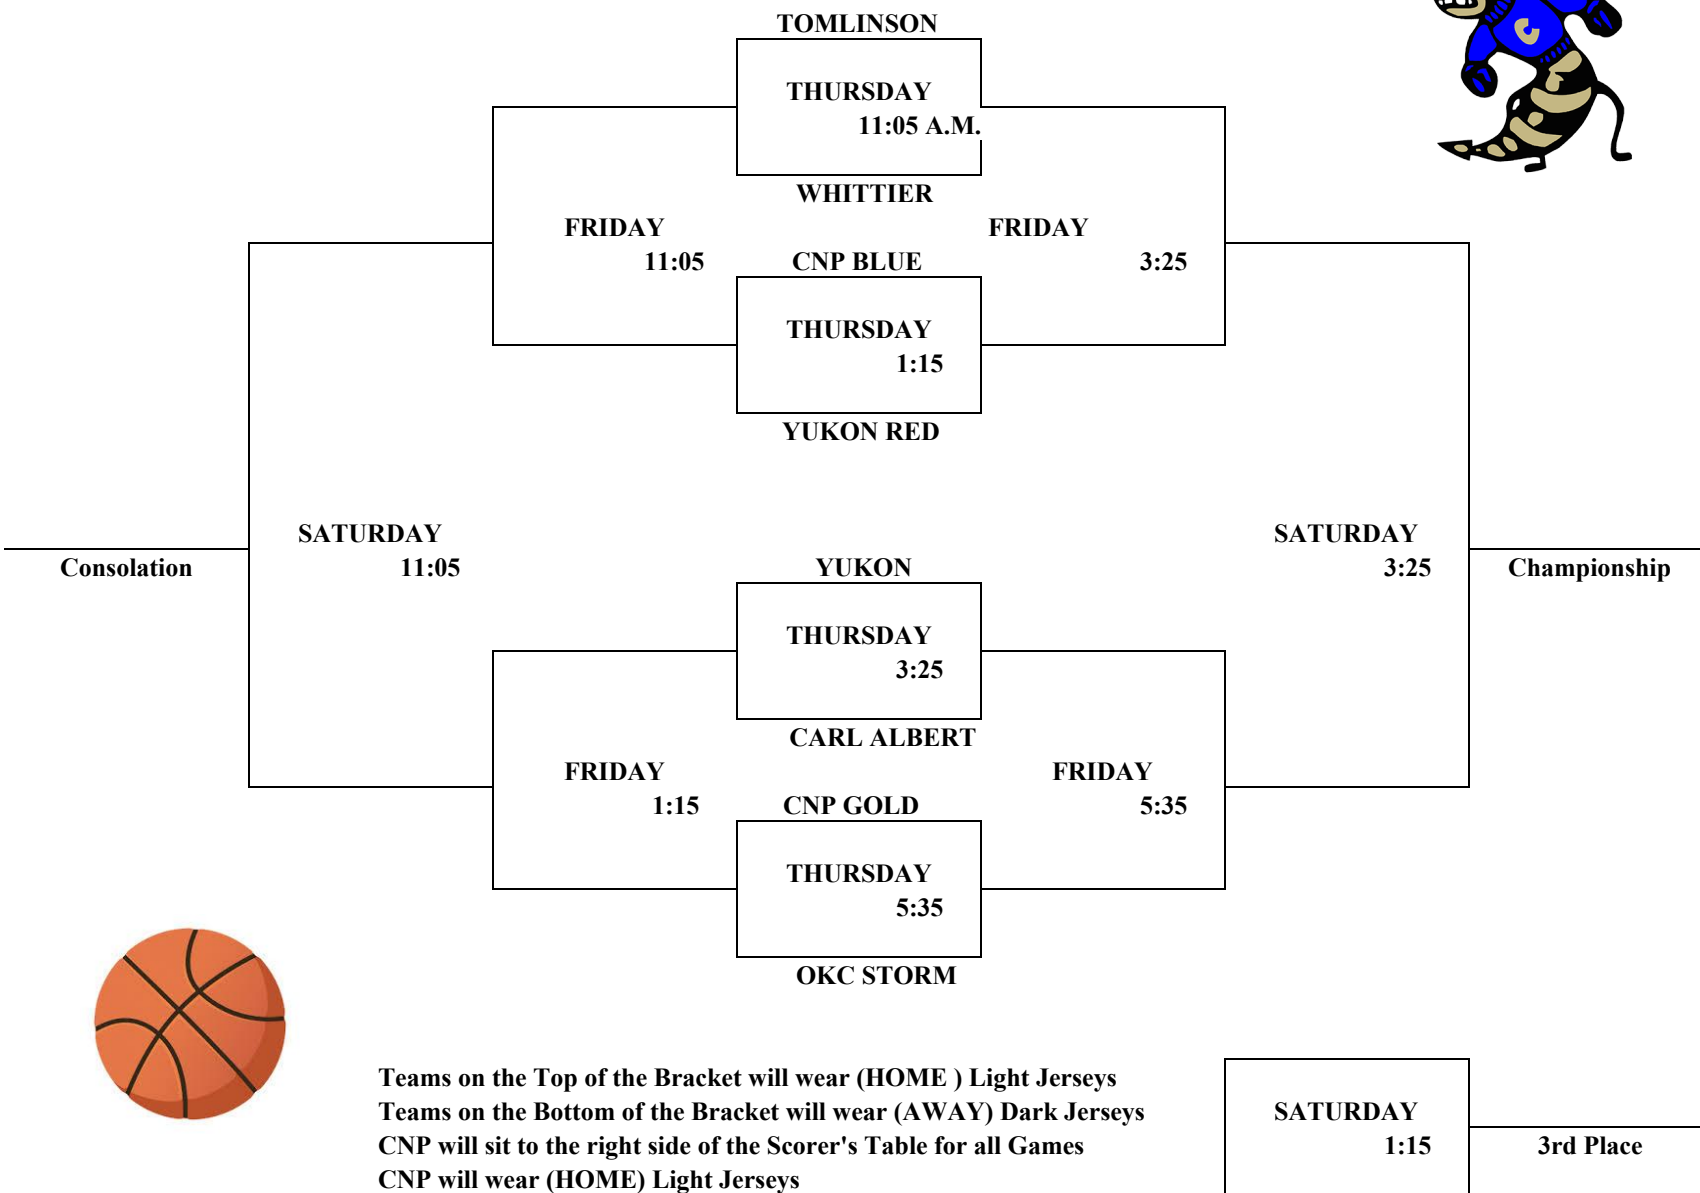 TOMLINSON
THURSDAY
11:05 A.M.
WHITTIER
FRIDAY
FRIDAY
11:05
CNP BLUE
3:25
THURSDAY
1:15
YUKON RED
SATURDAY
SATURDAY
Consolation
11:05
YUKON
3:25
Championship
THURSDAY
3:25
CARL ALBERT
FRIDAY
FRIDAY
1:15
CNP GOLD
5:35
THURSDAY
5:35
OKC STORM
Teams on the Top of the Bracket will wear (HOME ) Light Jerseys
Teams on the Bottom of the Bracket will wear (AWAY) Dark Jerseys
SATURDAY
CNP will sit to the right side of the Scorer's Table for all Games
1:15
3rd Place
CNP will wear (HOME) Light Jerseys
C